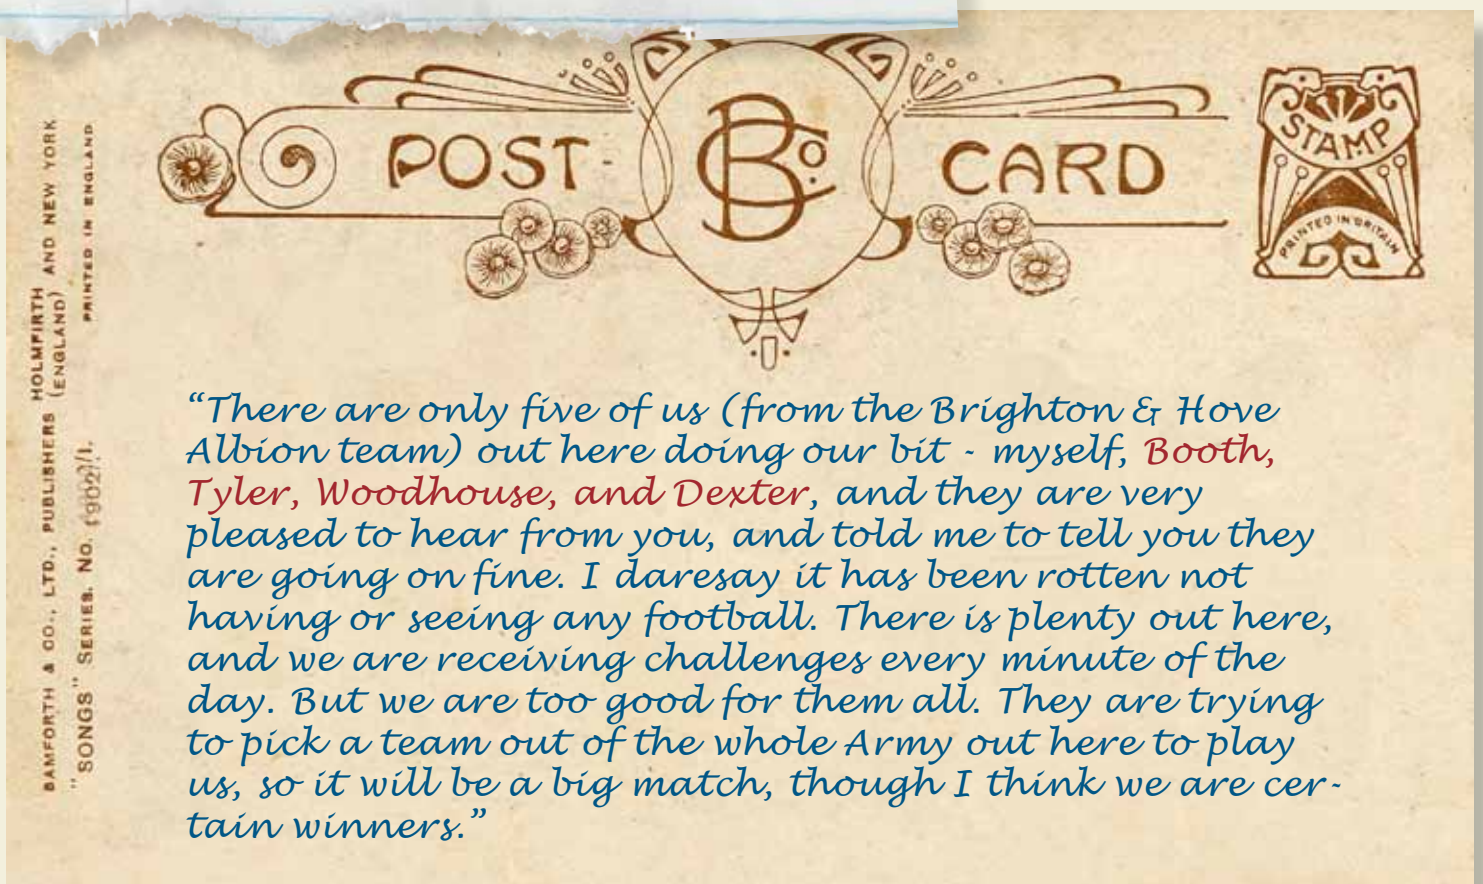 POST-
CARD
BCo.
STAMP
PRINTED IN BRITAIN
BAMFORTH & CO., LTD., PUBLISHERS HOLMFIRTH (ENGLAND) AND NEW YORK
"SONGS" SERIES. NO. 4902/1.
PRINTED IN ENGLAND
“There are only five of us (from the Brighton & Hove
Albion team) out here doing our bit - myself, Booth,
Tyler, Woodhouse, and Dexter, and they are very
pleased to hear from you, and told me to tell you they
are going on fine. I daresay it has been rotten not
having or seeing any football. There is plenty out here,
and we are receiving challenges every minute of the
day. But we are too good for them all. They are trying
to pick a team out of the whole Army out here to play
us, so it will be a big match, though I think we are cer-
tain winners.”